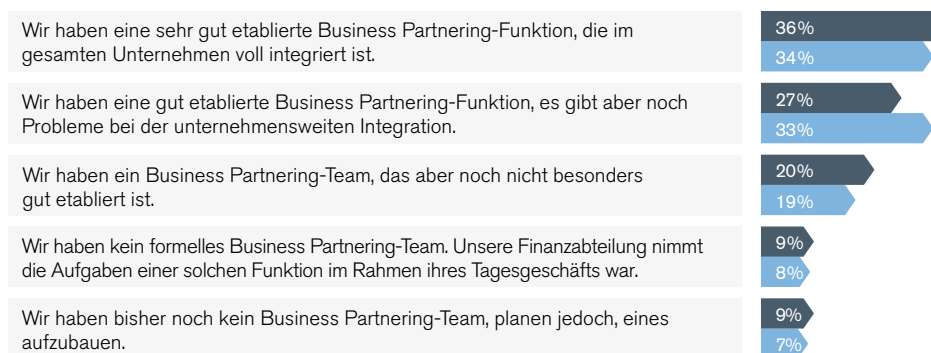 Wir haben eine sehr gut etablierte Business Partnering-Funktion, die im
gesamten Unternehmen voll integriert ist.
36%
34%
Wir haben eine gut etablierte Business Partnering-Funktion, es gibt aber noch
Probleme bei der unternehmensweiten Integration.
27%
33%
Wir haben ein Business Partnering-Team, das aber noch nicht besonders
gut etabliert ist.
20%
19%
Wir haben kein formelles Business Partnering-Team. Unsere Finanzabteilung nimmt
die Aufgaben einer solchen Funktion im Rahmen ihres Tagesgeschäfts war.
9%
8%
Wir haben bisher noch kein Business Partnering-Team, planen jedoch, eines
aufzubauen.
9%
7%